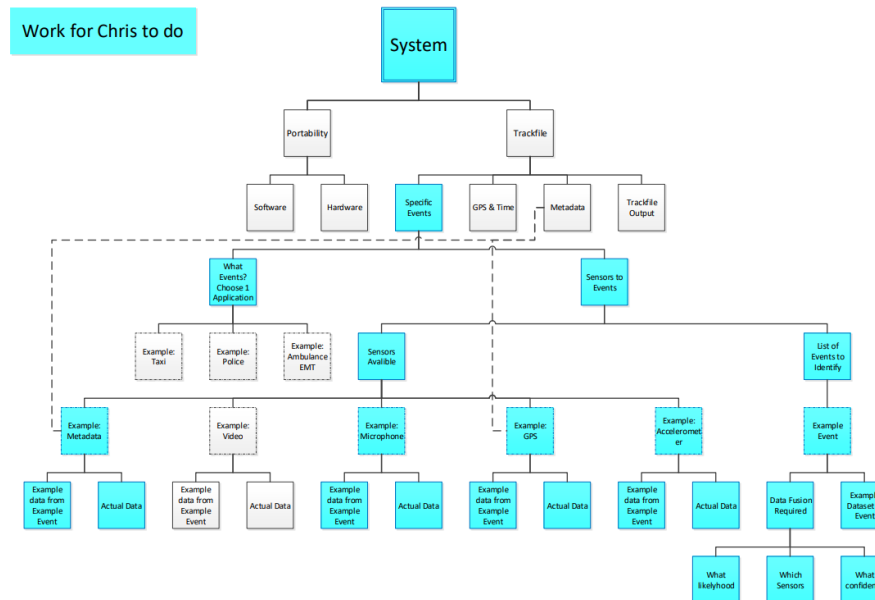 Work for Chris to do
System
Portability
Trackfile
Software
Hardware
Specific
Events
GPS & Time
Metadata
Trackfile
Output
What
Events?
Choose 1
Application
Sensors to
Events
Example:
Taxi
Example:
Police
Example:
Ambulance
EMT
Sensors
Avalible
List of
Events to
Identify
Example:
Metadata
Example:
Video
Example:
Microphone
Example:
GPS
Example:
Acceleromet
er
Example
Event
Example
data from
Example
Event
Actual Data
Example
data from
Example
Event
Actual Data
Example
data from
Example
Event
Actual Data
Example
data from
Example
Event
Actual Data
Example
data from
Example
Event
Actual Data
Data Fusion
Required
Dataset
Event
What
likelyhood
Which
Sensors
What